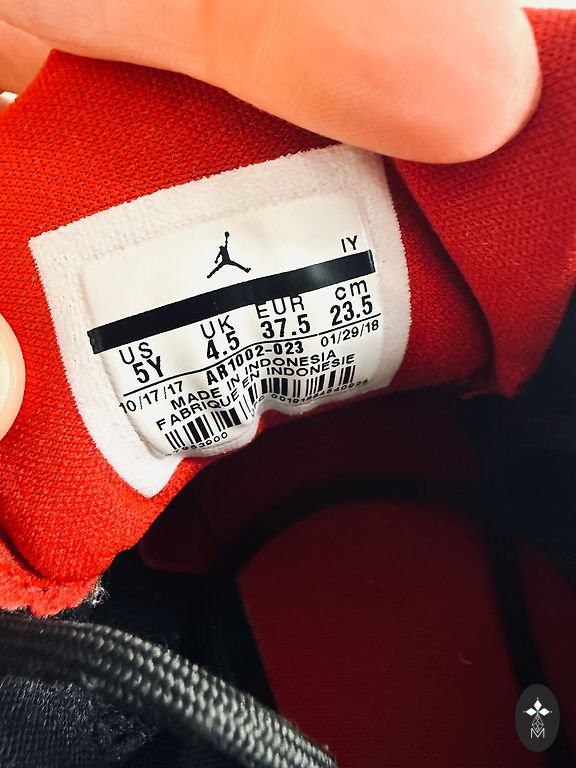 IY
US UK EUR cm
5Y 4.5 37.5 23.5
10/17/17 AR1002-023 01/29/18
MADE IN INDONESIA
FABRIQUE EN INDONESIE
M